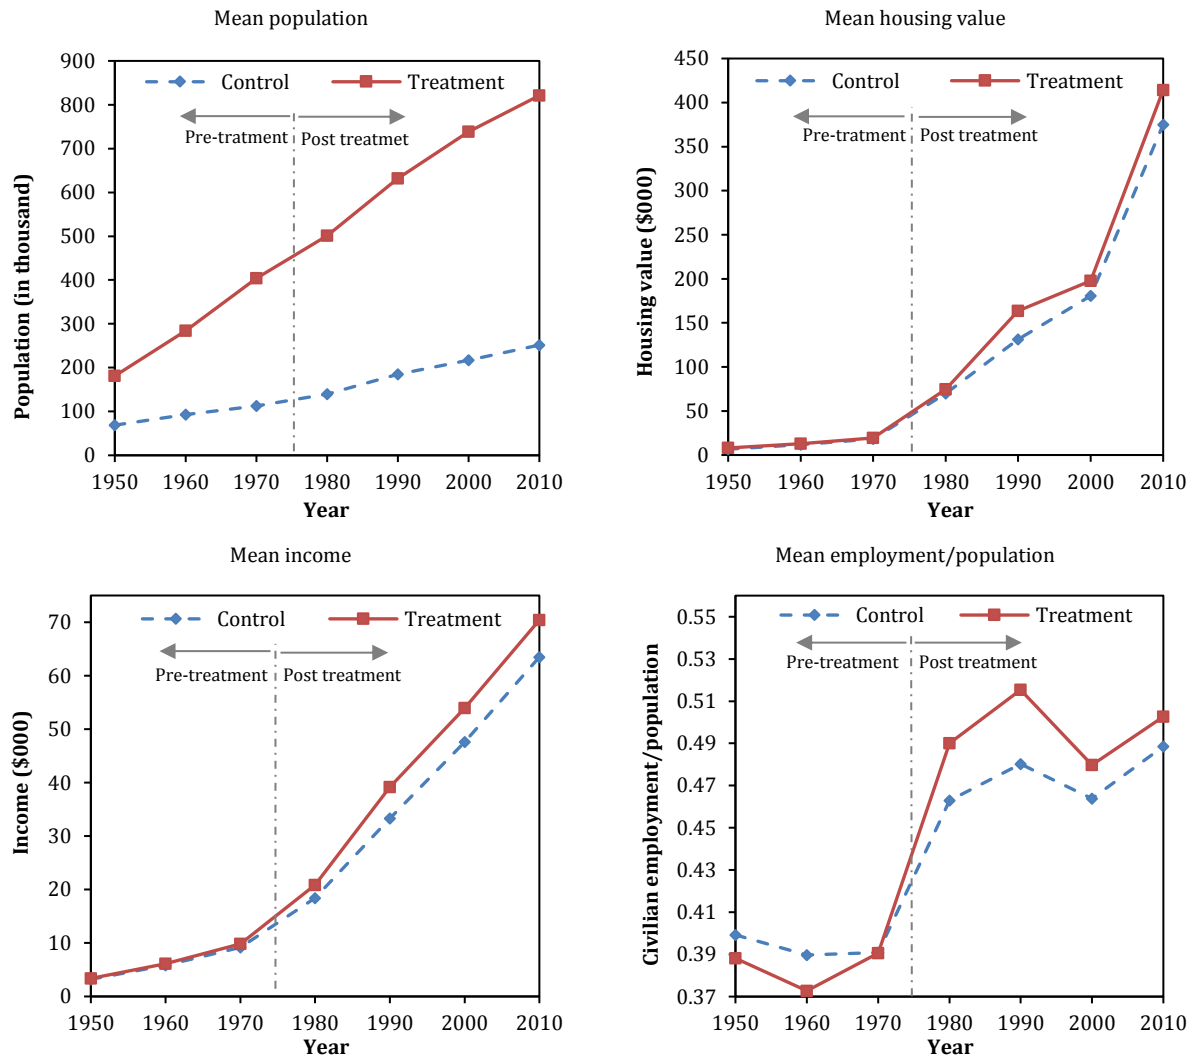 Mean population
900
800
700
600
500
400
300
200
100
0
Population (in thousand)
Control
Treatment
Pre-tratment
Post treatmet
1950 1960 1970 1980 1990 2000 2010
Year
Mean housing value
450
400
350
300
250
200
150
100
50
0
Housing value ($000)
Control
Treatment
Pre-treatment
Post treatment
1950 1960 1970 1980 1990 2000 2010
Year
Mean income
70
60
50
40
30
20
10
0
Income ($000)
Control
Treatment
Pre-treatment
Post treatment
1950 1960 1970 1980 1990 2000 2010
Year
Mean employment/population
0.55
0.53
0.51
0.49
0.47
0.45
0.43
0.41
0.39
0.37
Civilian employment/population
Control
Treatment
Pre-treatment
Post treatment
1950 1960 1970 1980 1990 2000 2010
Year